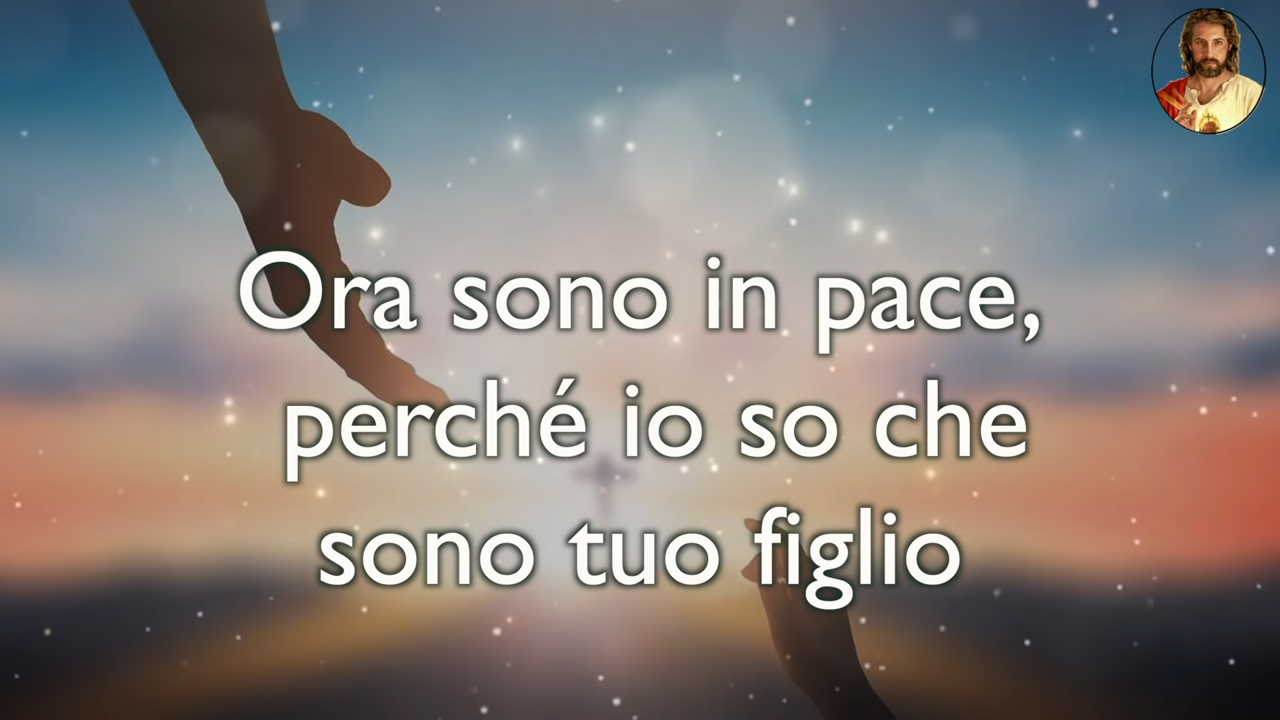 Ora sono in pace,
perché io so che
sono tuo figlio